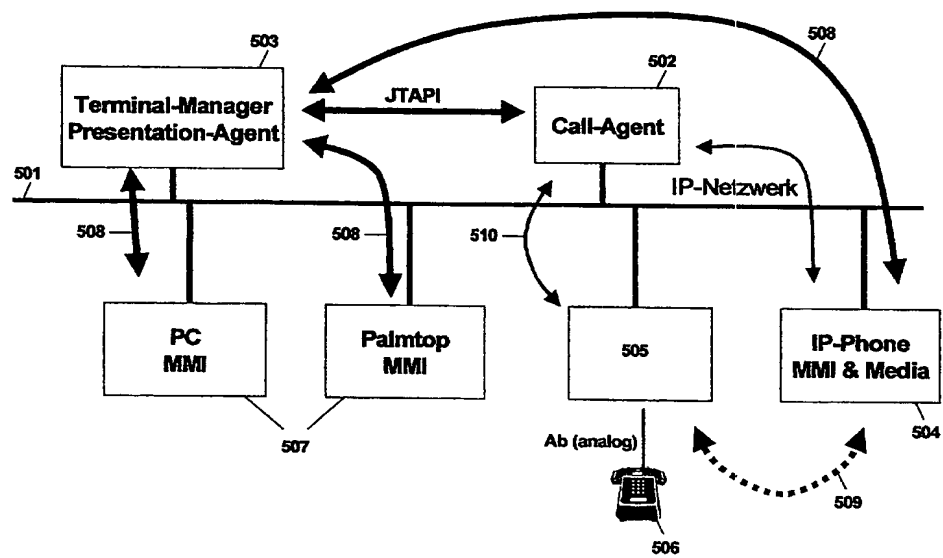 503
508
502
Terminal-Manager
Presentation-Agent
JTAPI
Call-Agent
501
IP-Netzwerk
508
508
510
PC
MMI
Palmtop
MMI
505
IP-Phone
MMI & Media
507
Ab (analog)
504
509
506